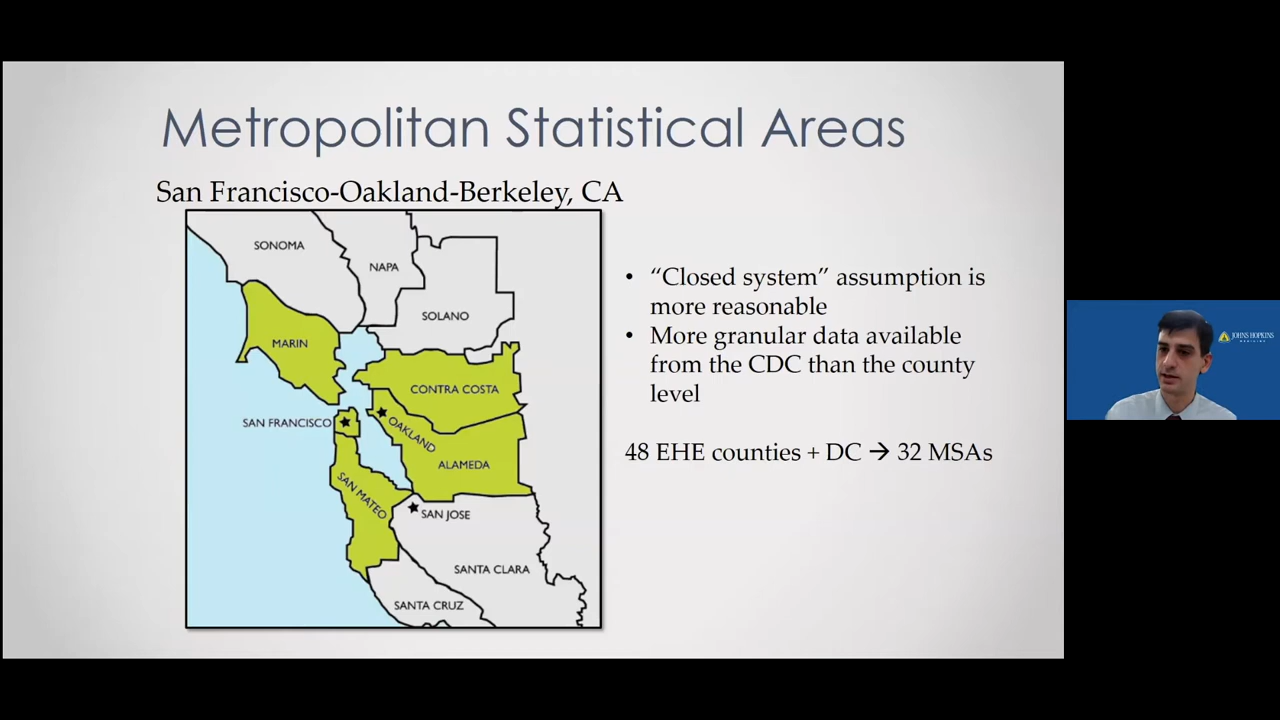 Metropolitan Statistical Areas
San Francisco-Oakland-Berkeley, CA
SONOMA
NAPA
SOLANO
MARIN
CONTRA COSTA
SAN FRANCISCO
OAKLAND
ALAMEDA
SAN MATEO
SAN JOSE
SANTA CLARA
SANTA CRUZ
• “Closed system” assumption is
more reasonable
• More granular data available
from the CDC than the county
level
48 EHE counties + DC → 32 MSAs
JOHNS HOPKINS
MEDICINE